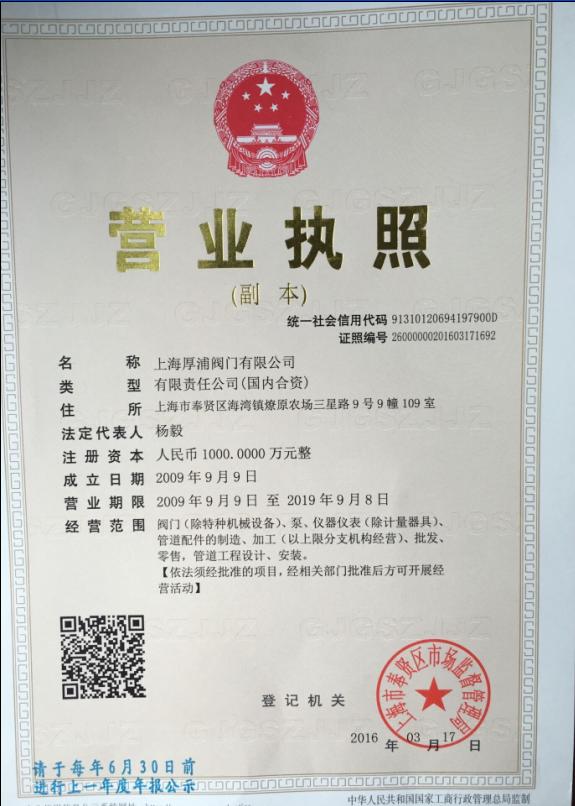 营业执照
(副 本)
统一社会信用代码 91310120694197900D
证照编号 26000000201603171692
名 称 上海厚浦阀门有限公司
类 型 有限责任公司(国内合资)
住 所 上海市奉贤区海湾镇燎原农场三星路9号9幢109室
法定代表人 杨毅
注册资本 人民币1000.0000万元整
成立日期 2009年9月9日
营业期限 2009年9月9日 至 2019年9月8日
经营范围 阀门(除特种机械设备)、泵、仪器仪表(除计量器具)、
管道配件的制造、加工(以上限分支机构经营)、批发、
零售,管道工程设计、安装。
【依法须经批准的项目,经相关部门批准后方可开展经
营活动】
上海市奉贤区市场监督管理局
登记机关
2016 年 03 月 17 日
请于每年6月30日前
进行上一年度年报公示
中华人民共和国国家工商行政管理总局监制